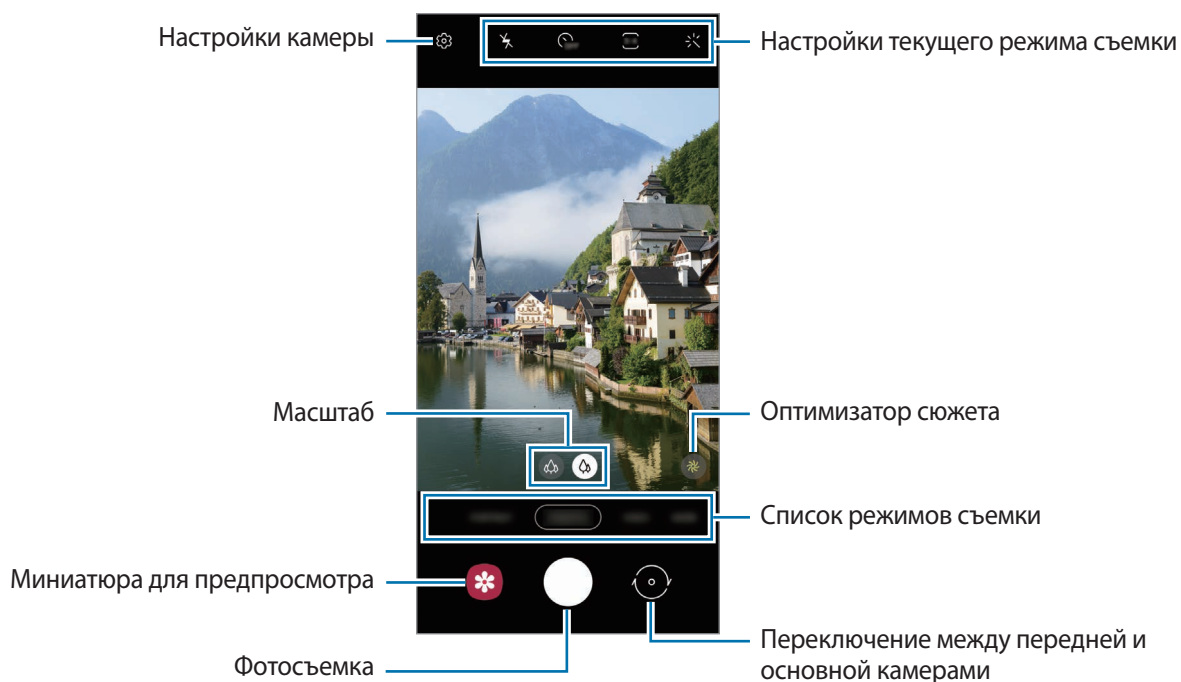 Настройки камеры
Настройки текущего режима съемки
Масштаб
Оптимизатор сюжета
Список режимов съемки
Миниатюра для предпросмотра
Фотосъемка
Переключение между передней и
основной камерами